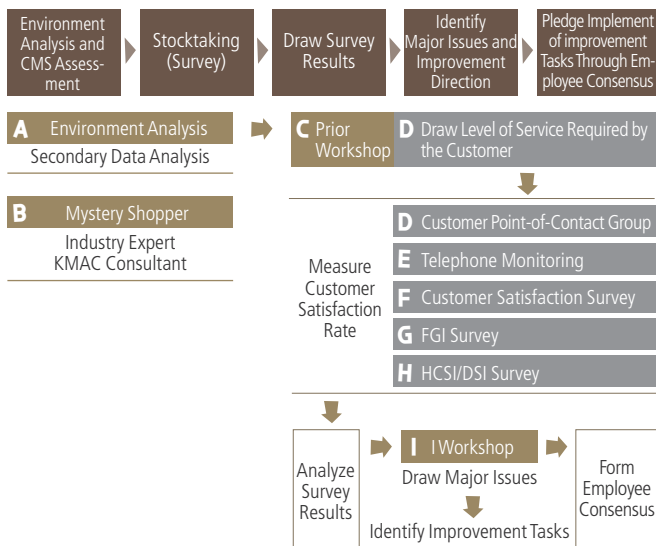 Environment
Analysis and
CMS Assess-
ment
Stocktaking
(Survey)
Draw Survey
Results
Identify
Major Issues and
Improvement
Direction
Pledge Implement
of improvement
Tasks Through Em-
ployee Consensus
A Environment Analysis
Secondary Data Analysis
B Mystery Shopper
Industry Expert
KMAC Consultant
C Prior
Workshop
D Draw Level of Service Required by
the Customer
Measure
Customer
Satisfaction
Rate
D Customer Point-of-Contact Group
E Telephone Monitoring
F Customer Satisfaction Survey
G FGI Survey
H HCSI/DSI Survey
Analyze
Survey
Results
I I Workshop
Draw Major Issues
Identify Improvement Tasks
Form
Employee
Consensus